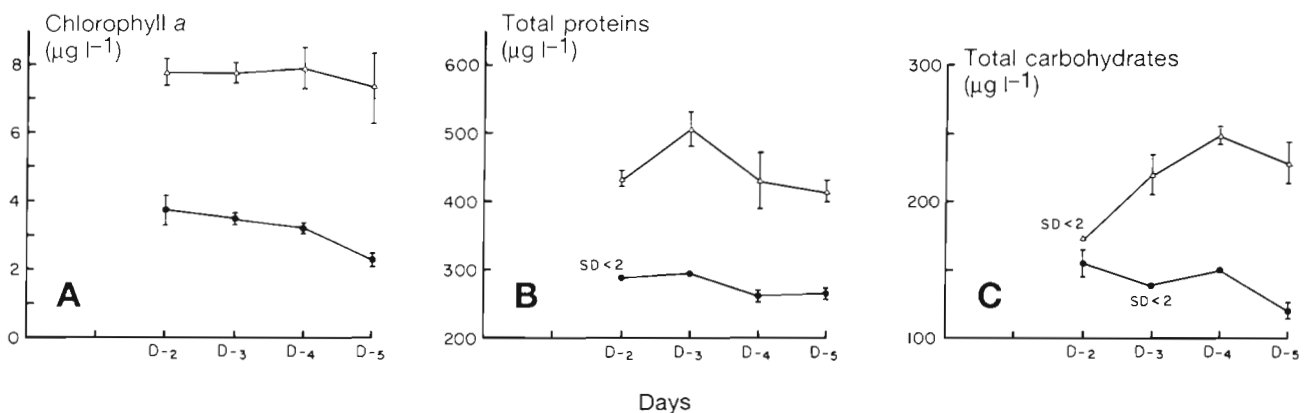 Chlorophyll a
(µg l−1)
8
6
4
2
0
A
D-2 D-3 D-4 D-5
Total proteins
(µg l−1)
600
500
400
300
200
SD<2
B
D-2 D-3 D-4 D-5
Days
Total carbohydrates
(µg l−1)
300
200
100
SD<2
SD<2
C
D-2 D-3 D-4 D-5